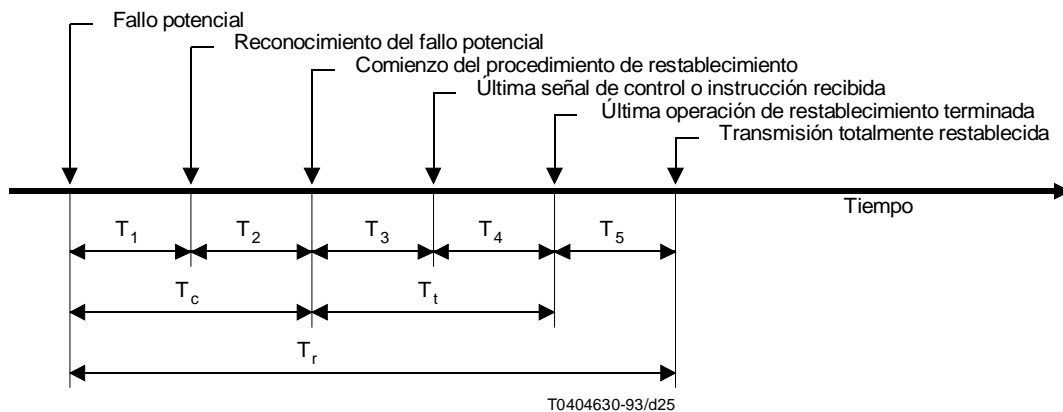 Fallo potencial
Reconocimiento del fallo potencial
Comienzo del procedimiento de restablecimiento
Última señal de control o instrucción recibida
Última operación de restablecimiento terminada
Transmisión totalmente restablecida
Tiempo
T1 T2 T3 T4 T5
Tc Tt
Tr
T0404630-93/d25